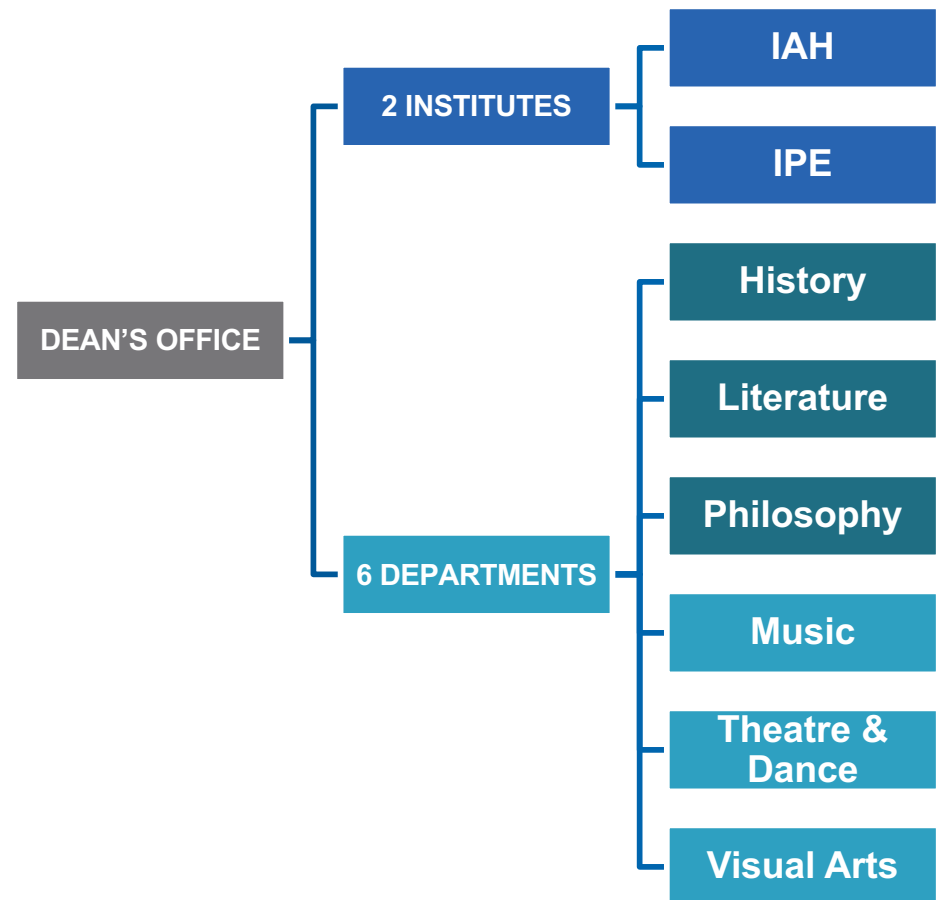 DEAN’S OFFICE
2 INSTITUTES
IAH
IPE
6 DEPARTMENTS
History
Literature
Philosophy
Music
Theatre &
Dance
Visual Arts